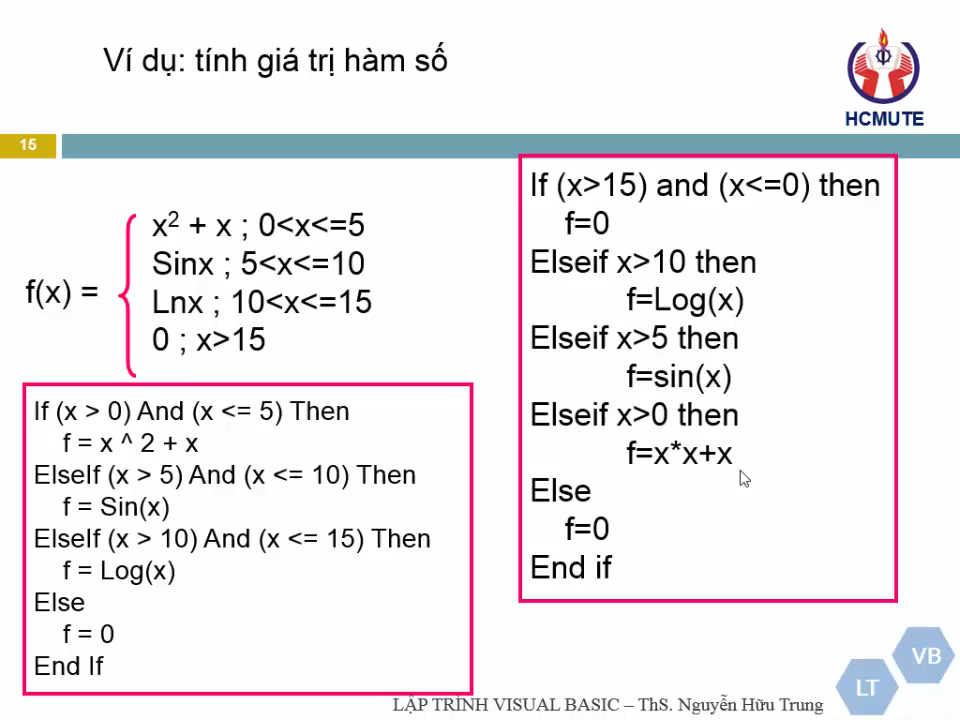 Ví dụ: tính giá trị hàm số
HCMUTE
15
f(x) =
x² + x ; 0<x<=5
Sinx ; 5<x<=10
Lnx ; 10<x<=15
0 ; x>15
If (x > 0) And (x <= 5) Then
f = x ^ 2 + x
ElseIf (x > 5) And (x <= 10) Then
f = Sin(x)
ElseIf (x > 10) And (x <= 15) Then
f = Log(x)
Else
f = 0
End If
If (x>15) and (x<=0) then
f=0
Elseif x>10 then
f=Log(x)
Elseif x>5 then
f=sin(x)
Elseif x>0 then
f=x*x+x
Else
f=0
End if
VB
LT
LẬP TRÌNH VISUAL BASIC – ThS. Nguyễn Hữu Trung